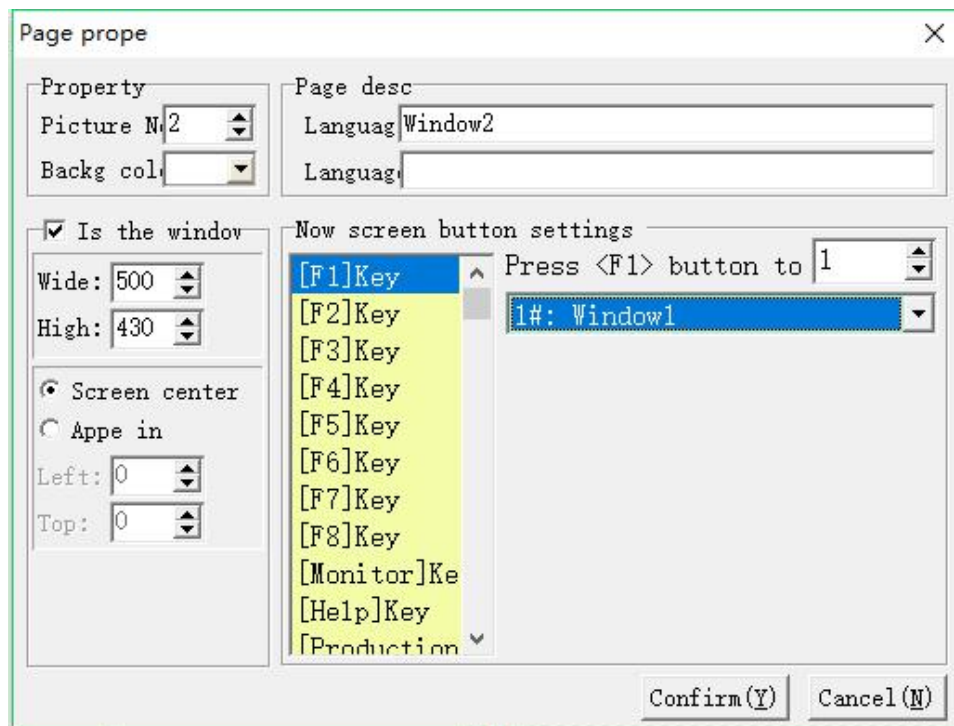 Page prope
Property
Picture N
2
Backg col
Page desc
Languag
Window2
Language
Is the window
Wide: 500
High: 430
Screen center
Appe in
Left: 0
Top: 0
Now screen button settings
[F1]Key
[F2]Key
[F3]Key
[F4]Key
[F5]Key
[F6]Key
[F7]Key
[F8]Key
[Monitor]Ke
[Help]Key
[Production
Press <F1> button to 1
1#: Window1
Confirm(Y)
Cancel(N)